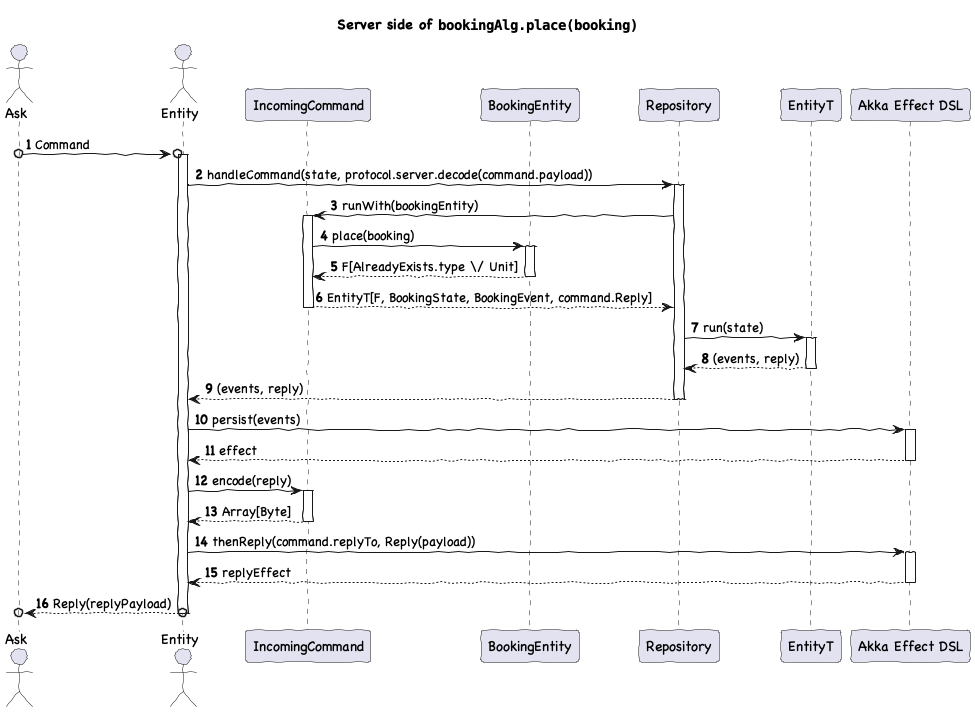 Server side of bookingAlg.place(booking)
Ask
Entity
IncomingCommand
BookingEntity
Repository
EntityT
Akka Effect DSL
1 Command
2 handleCommand(state, protocol.server.decode(command.payload))
3 runWith(bookingEntity)
4 place(booking)
5 F[AlreadyExists.type \/ Unit]
6 EntityT[F, BookingState, BookingEvent, command.Reply]
7 run(state)
8 (events, reply)
9 (events, reply)
10 persist(events)
11 effect
12 encode(reply)
13 Array[Byte]
14 thenReply(command.replyTo, Reply(payload))
15 replyEffect
16 Reply(replyPayload)
Ask
Entity
IncomingCommand
BookingEntity
Repository
EntityT
Akka Effect DSL